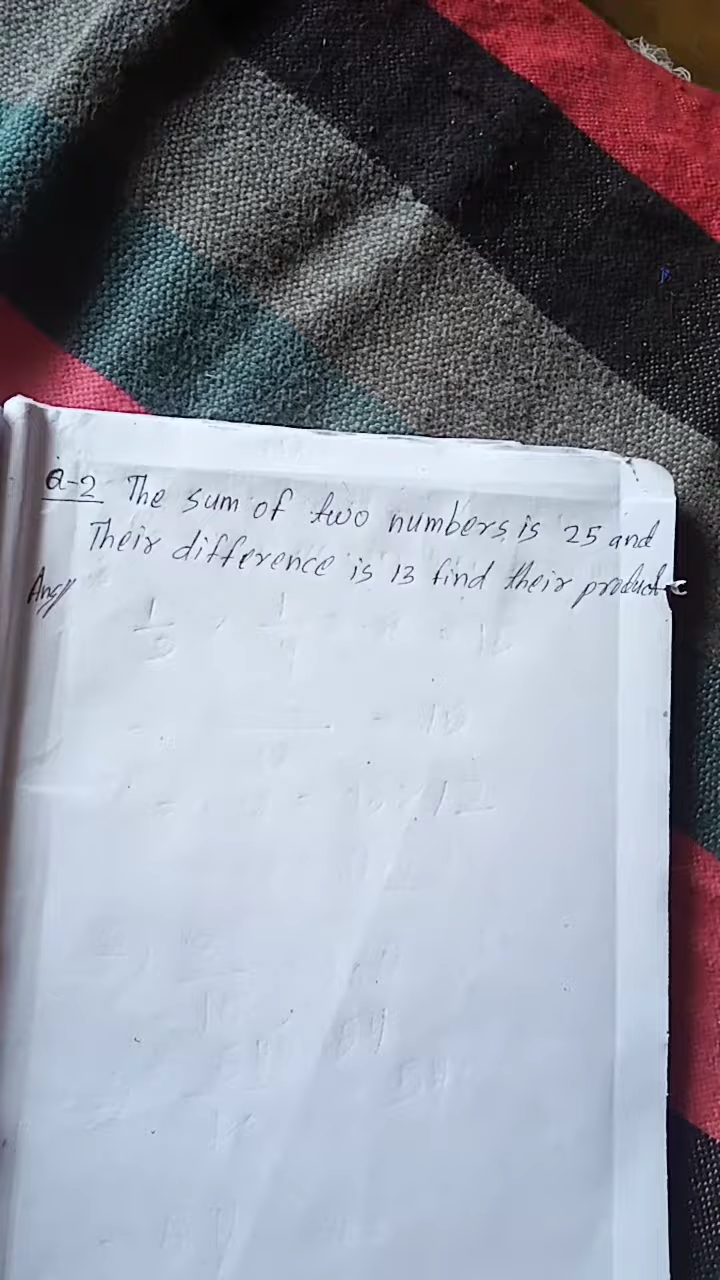 Q-2 The sum of two numbers is 25 and
Their difference is 13 find their product
Ans//